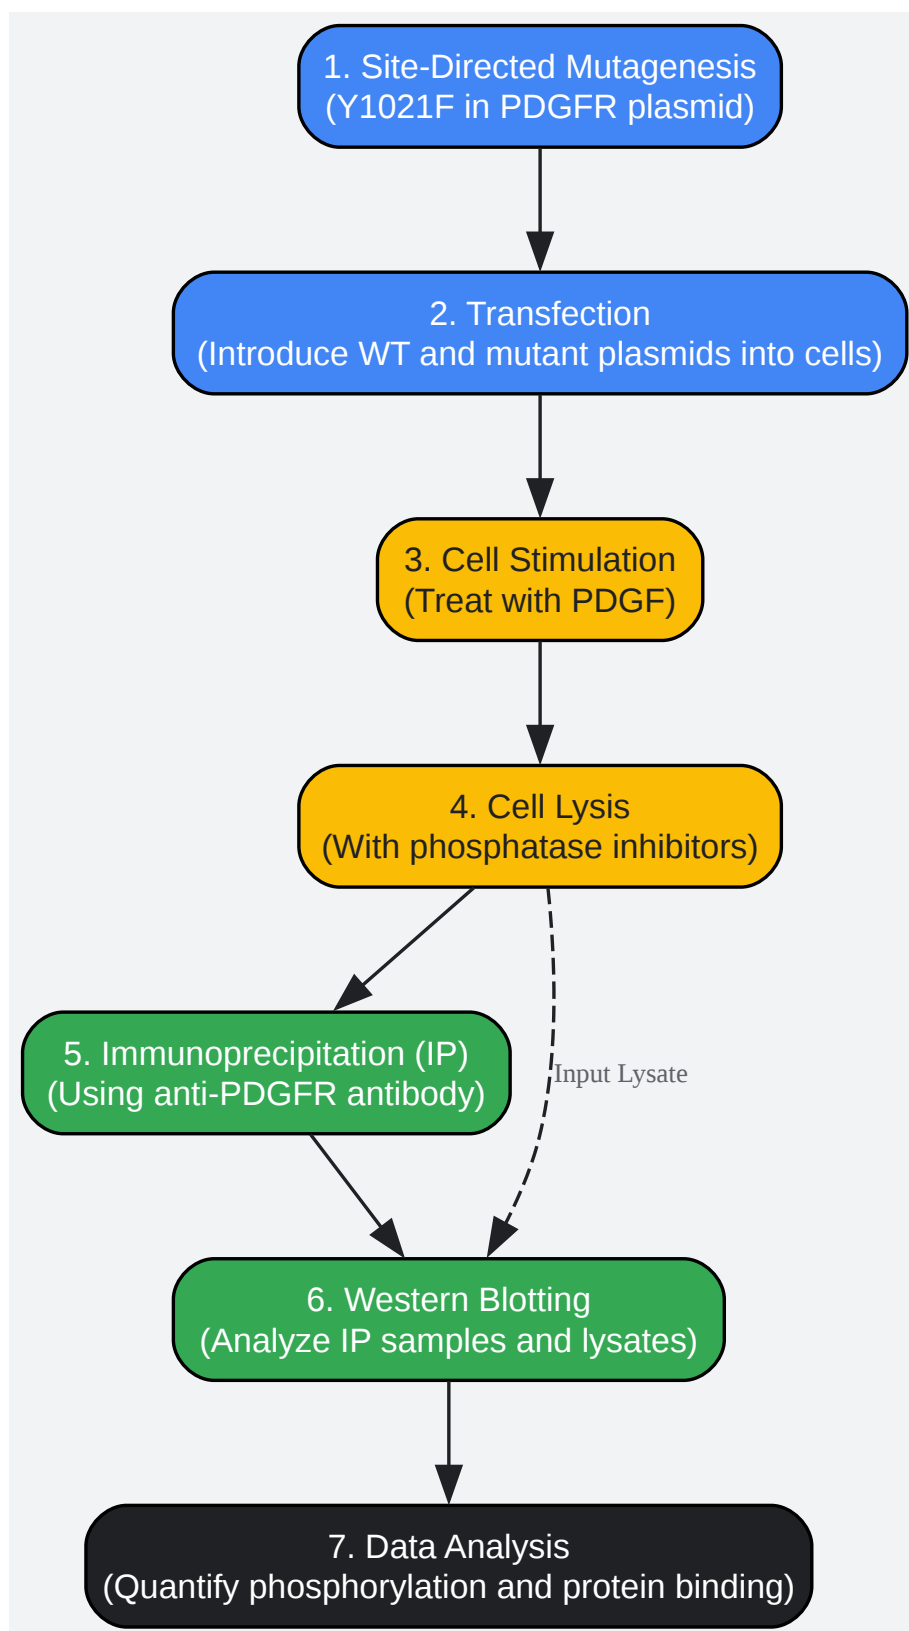 1. Site-Directed Mutagenesis
(Y1021F in PDGFR plasmid)
2. Transfection
(Introduce WT and mutant plasmids into cells)
3. Cell Stimulation
(Treat with PDGF)
4. Cell Lysis
(With phosphatase inhibitors)
5. Immunoprecipitation (IP)
(Using anti-PDGFR antibody)
Input Lysate
6. Western Blotting
(Analyze IP samples and lysates)
7. Data Analysis
(Quantify phosphorylation and protein binding)